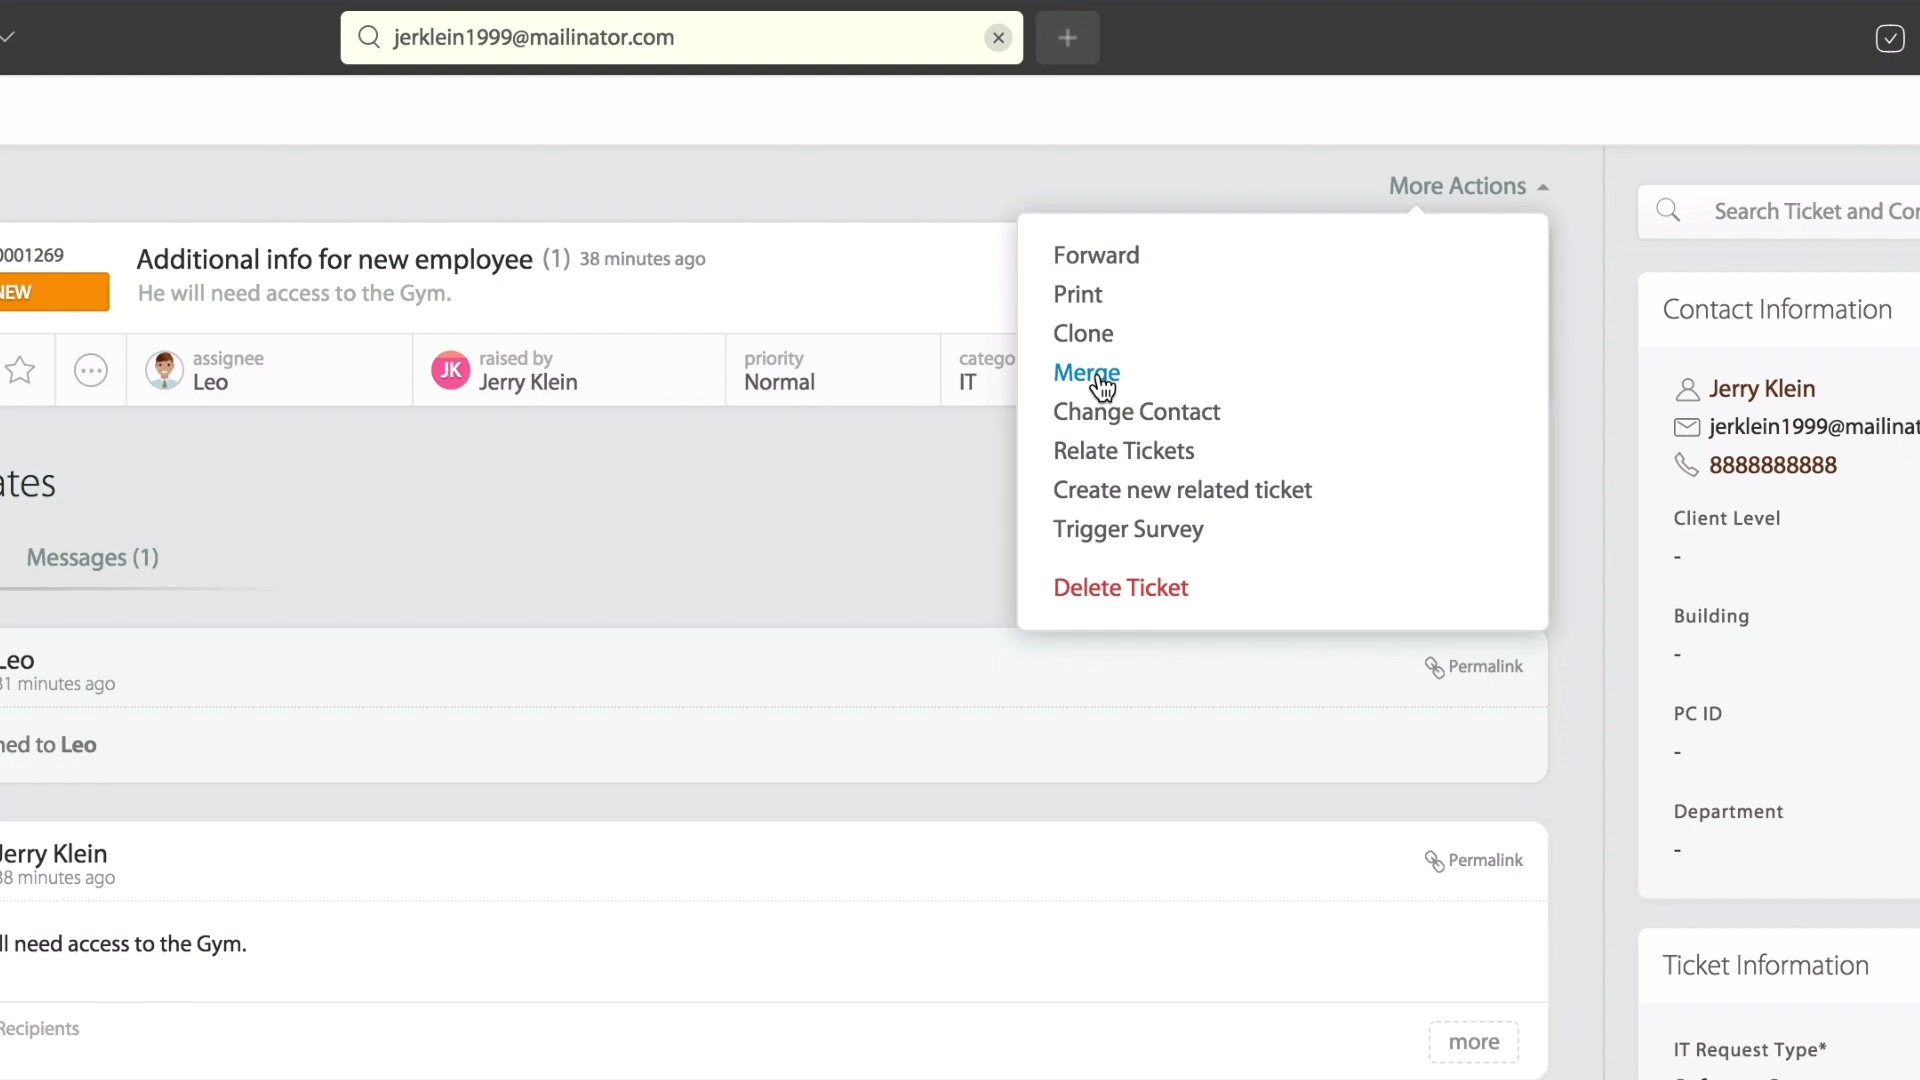 jerklein1999@mailinator.com
More Actions
Search Ticket and Con
0001269
Additional info for new employee (1) 38 minutes ago
NEW
He will need access to the Gym.
Forward
Print
Clone
Merge
Change Contact
Relate Tickets
Create new related ticket
Trigger Survey
Delete Ticket
assignee
Leo
JK
raised by
Jerry Klein
priority
Normal
catego
IT
Contact Information
Jerry Klein
jerklein1999@mailinat
8888888888
Client Level
-
Building
-
PC ID
-
Department
-
ates
Messages (1)
Leo
31 minutes ago
Permalink
ned to Leo
Jerry Klein
38 minutes ago
Permalink
ll need access to the Gym.
Recipients
more
Ticket Information
IT Request Type*